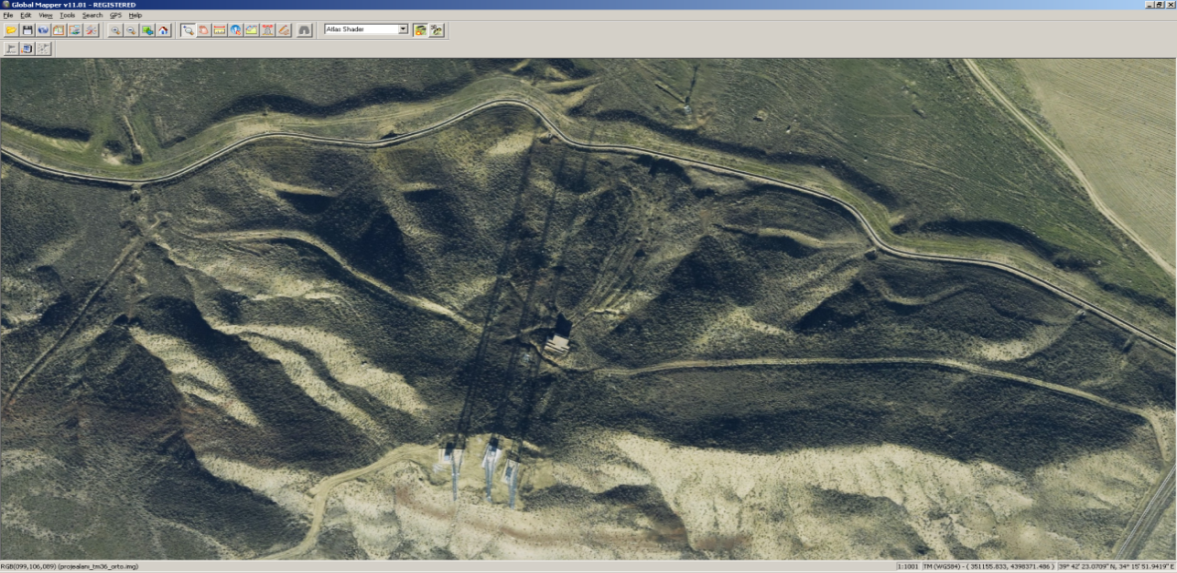 Global Mapper v11.01 - REGISTERED
File Edit View Tools Search GPS Help
Atlas Shader
RGB(099,106,089) (projealanı_tm36_orto.img)
1:1001 TM (WGS84) - ( 351155.833, 4398371.486 ) 39° 42' 23.0709" N, 34° 15' 51.9419" E